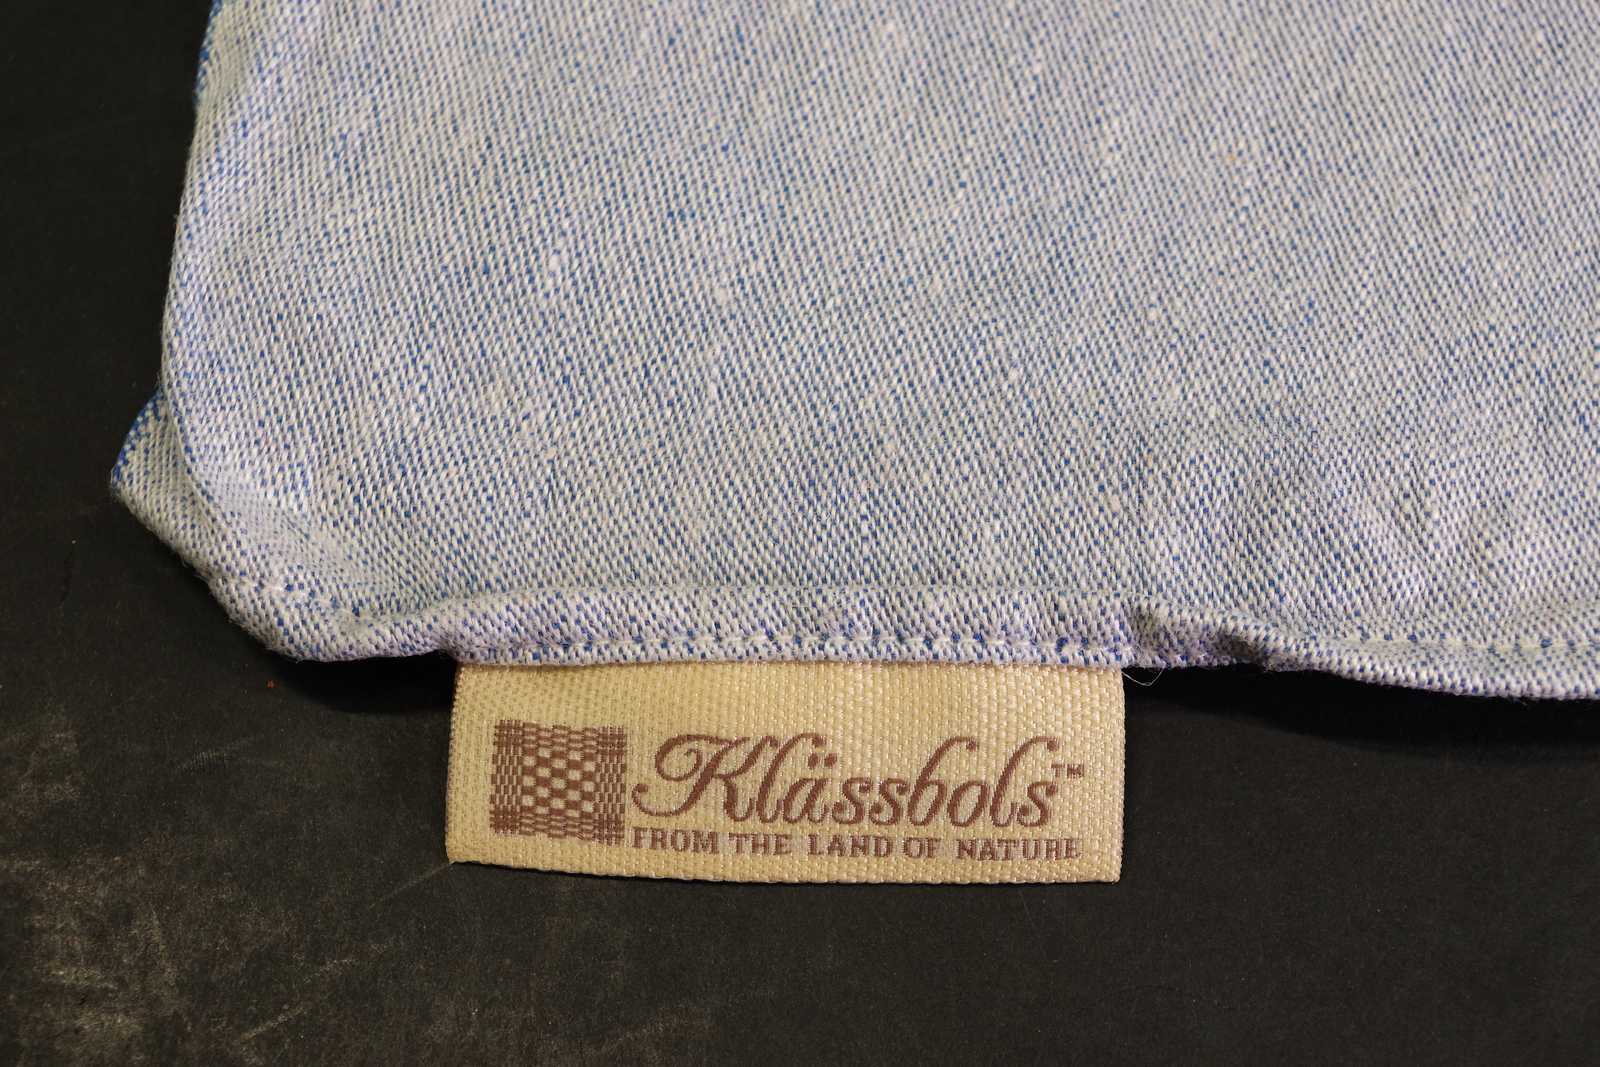 Klässbols™
FROM THE LAND OF NATURE